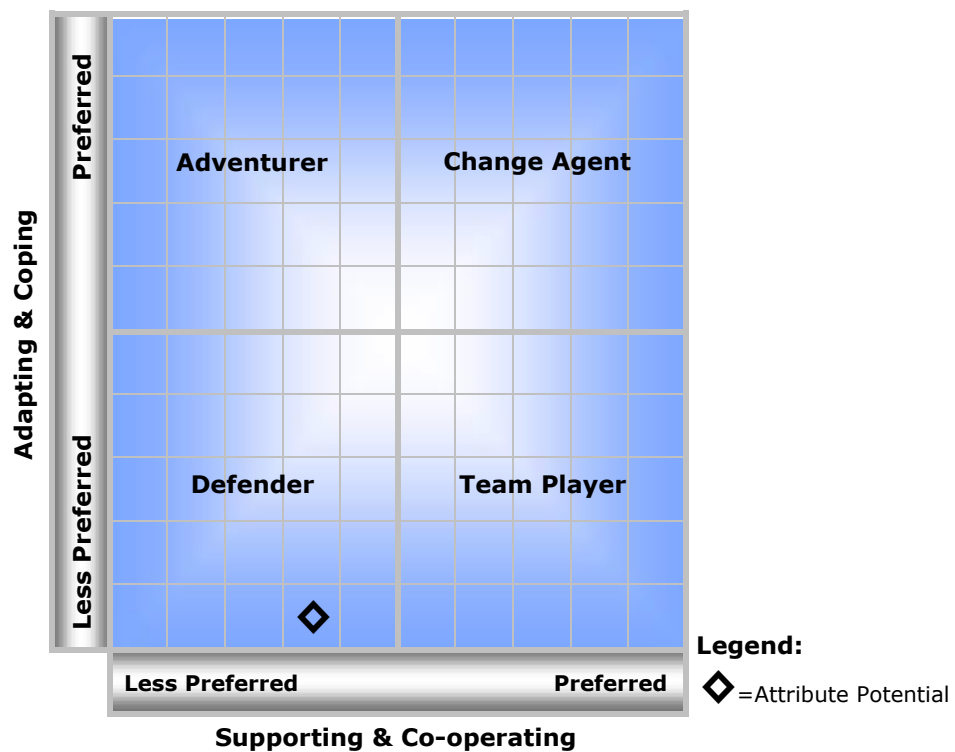 Adapting & Coping
Preferred
Less Preferred
Adventurer
Change Agent
Defender
Team Player
Less Preferred
Preferred
Supporting & Co-operating
Legend:
=Attribute Potential